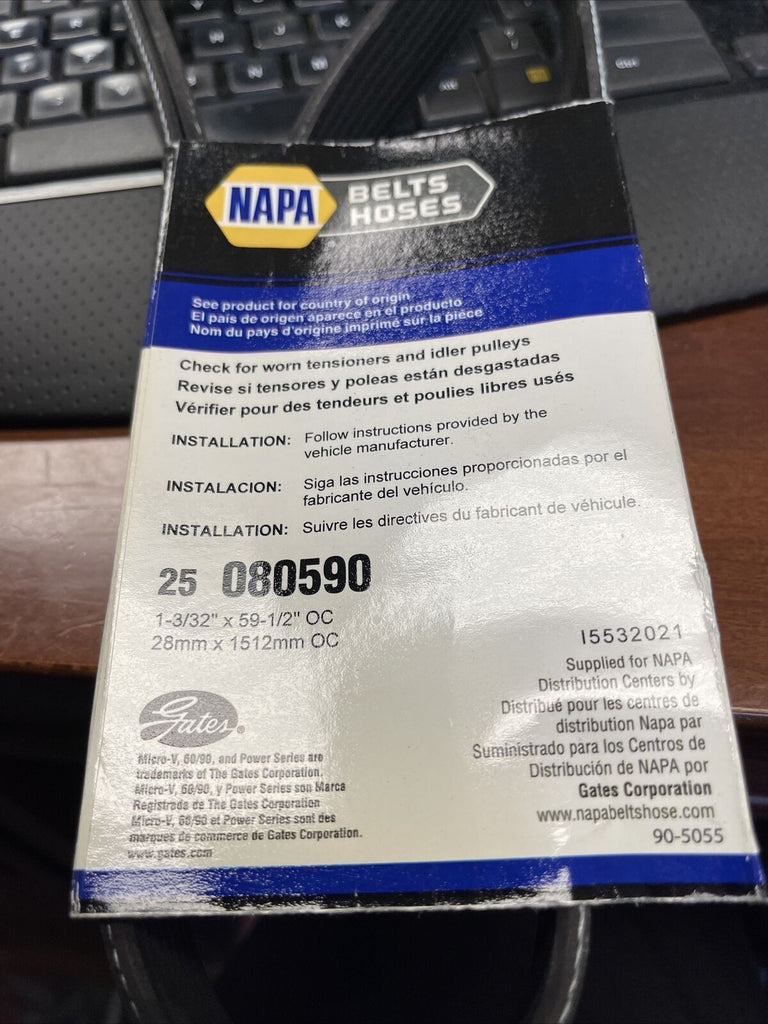 NAPA
BELTS
HOSES
See product for country of origin
El país de origen aparece en el producto
Nom du pays d'origine imprimé sur la pièce
Check for worn tensioners and idler pulleys
Revise si tensores y poleas están desgastadas
Vérifier pour des tendeurs et poulies libres usés
INSTALLATION: Follow instructions provided by the
vehicle manufacturer.
INSTALACION: Siga las instrucciones proporcionadas por el
fabricante del vehículo.
INSTALLATION: Suivre les directives du fabricant de véhicule.
25 080590
1-3/32" x 59-1/2" OC
28mm x 1512mm OC
Gates®
Micro-V, 60/90, and Power Series are
trademarks of The Gates Corporation.
Micro-V, 60/90, y Power Series son Marca
Registrada de The Gates Corporation
Micro-V, 60/90 et Power Series sont des
marques de commerce de Gates Corporation.
www.gates.com
I5532021
Supplied for NAPA
Distribution Centers by
Distribué pour les centres de
distribution Napa par
Suministrado para los Centros de
Distribución de NAPA por
Gates Corporation
www.napabeltshose.com
90-5055